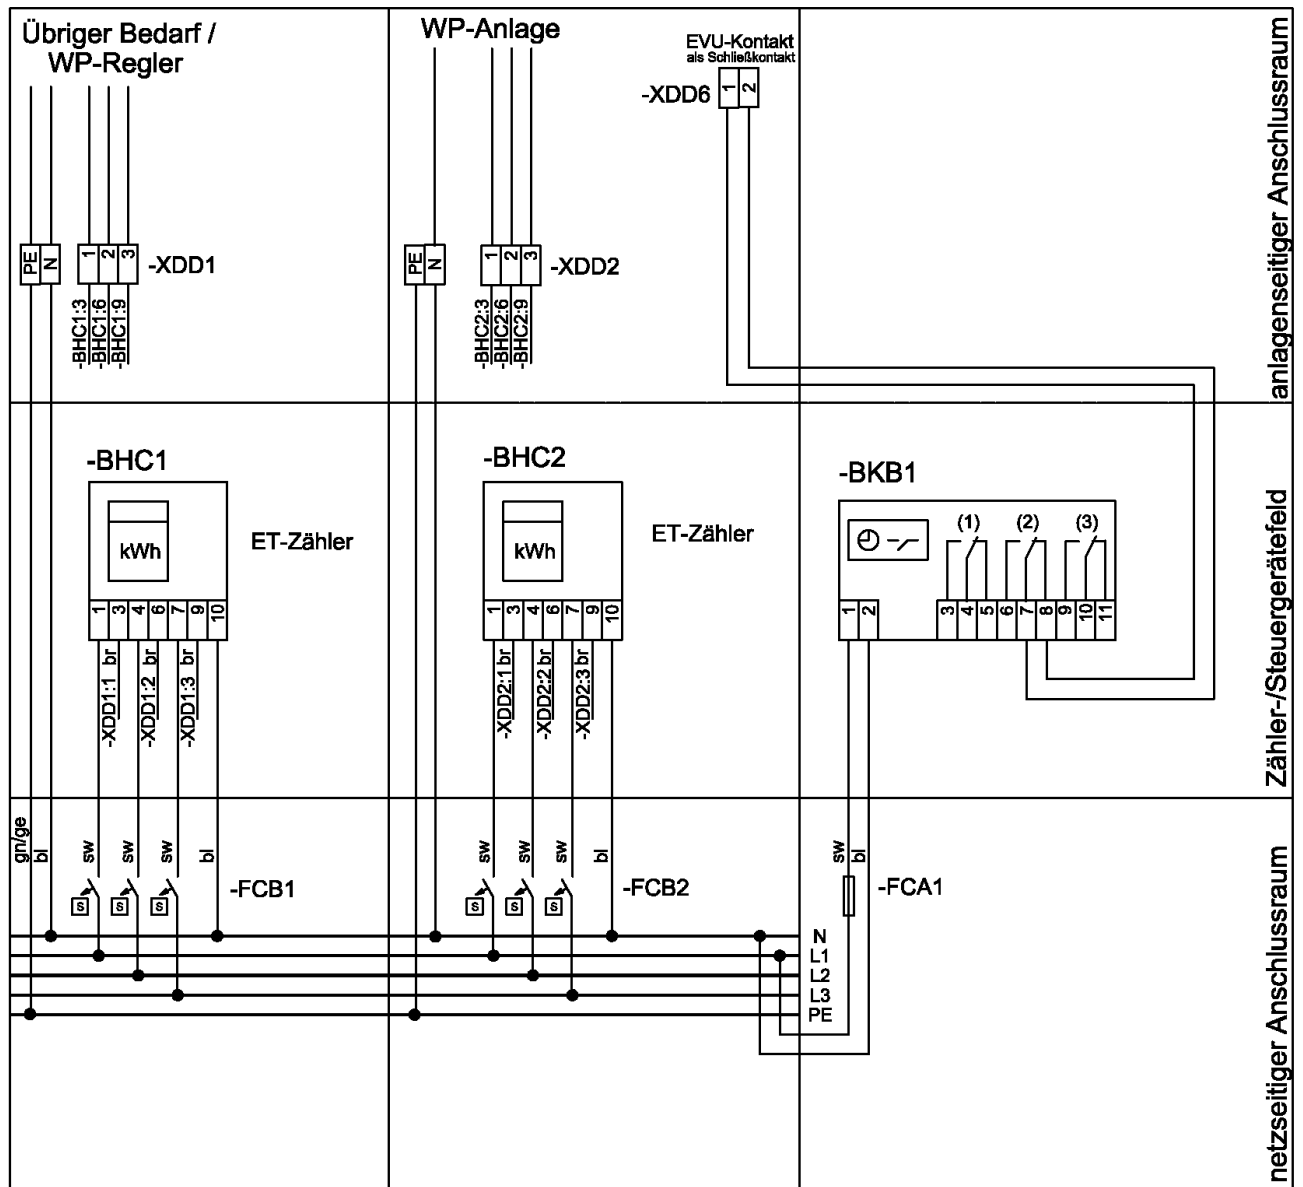 Übriger Bedarf /
WP-Regler
WP-Anlage
EVU-Kontakt
als Schließkontakt
-XDD6
1 2
PE N
1 2 3
-XDD1
-BHC1:3
-BHC1:6
-BHC1:9
PE N
1 2 3
-XDD2
-BHC2:3
-BHC2:6
-BHC2:9
anlagenseitiger Anschlussraum
-BHC1
kWh
ET-Zähler
1 3 4 6 7 9 10
-XDD1:1 br
-XDD1:2 br
-XDD1:3 br
-BHC2
kWh
ET-Zähler
1 3 4 6 7 9 10
-XDD2:1 br
-XDD2:2 br
-XDD2:3 br
-BKB1
(1) (2) (3)
1 2
3 4 5 6 7 8 9 10 11
Zähler-/Steuergerätefeld
gn/ge
bl
sw
sw
sw
bl
-FCB1
s s s
sw
sw
sw
bl
-FCB2
s s s
sw
bl
-FCA1
N
L1
L2
L3
PE
netzseitiger Anschlussraum